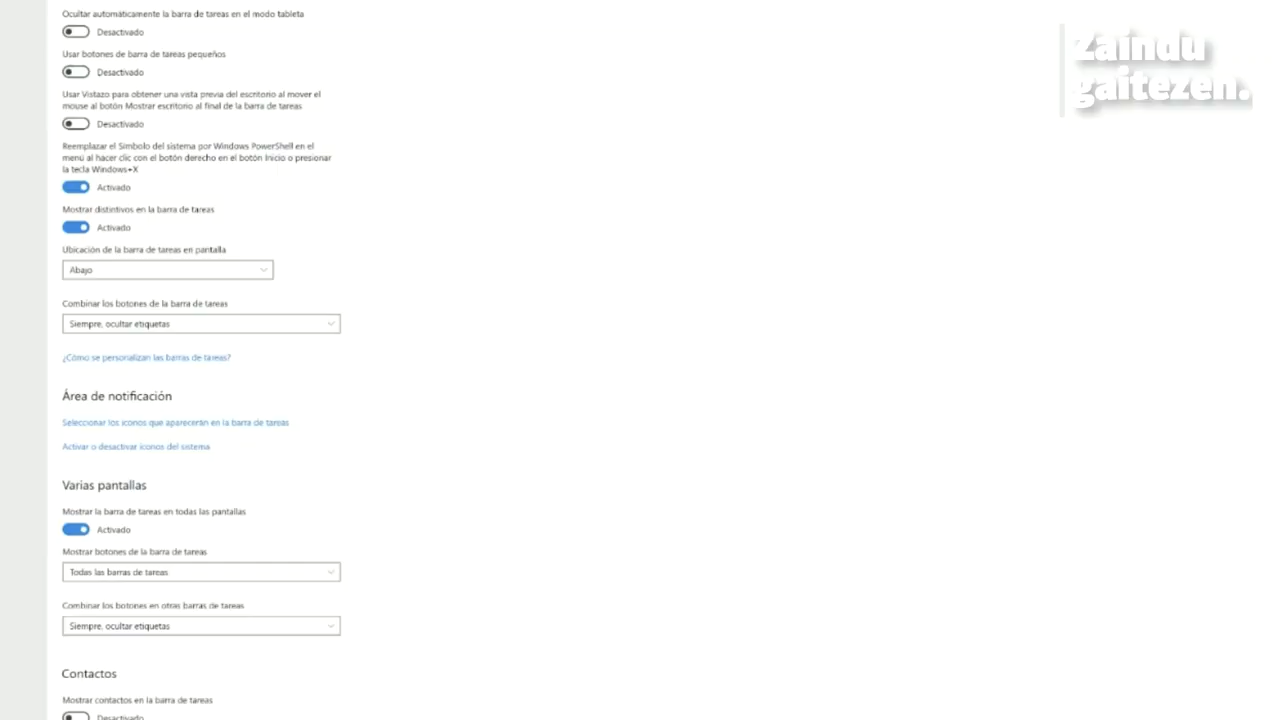 Ocultar automáticamente la barra de tareas en el modo tableta
Desactivado
Usar botones de barra de tareas pequeños
Desactivado
Usar Vistazo para obtener una vista previa del escritorio al mover el
mouse al botón Mostrar escritorio al final de la barra de tareas
Desactivado
Reemplazar el Símbolo del sistema por Windows PowerShell en el
menú al hacer clic con el botón derecho en el botón Inicio o presionar
la tecla Windows+X
Activado
Mostrar distintivos en la barra de tareas
Activado
Ubicación de la barra de tareas en pantalla
Abajo
Combinar los botones de la barra de tareas
Siempre, ocultar etiquetas
¿Cómo se personalizan las barras de tareas?
Área de notificación
Seleccionar los iconos que aparecerán en la barra de tareas
Activar o desactivar iconos del sistema
Varias pantallas
Mostrar la barra de tareas en todas las pantallas
Activado
Mostrar botones de la barra de tareas
Todas las barras de tareas
Combinar los botones en otras barras de tareas
Siempre, ocultar etiquetas
Contactos
Mostrar contactos en la barra de tareas
Desactivado
Zaindu
gaitezen.